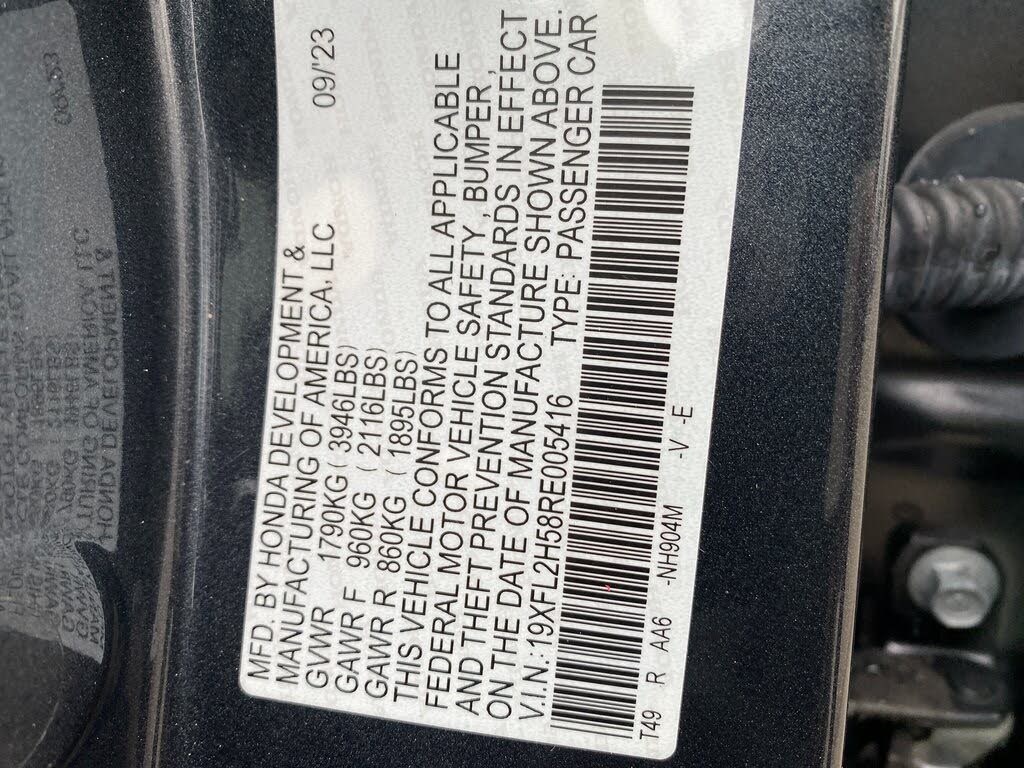 MFD. BY HONDA DEVELOPMENT &
MANUFACTURING OF AMERICA, LLC 09/'23
GVWR 1790KG ( 3946LBS)
GAWR F 960KG ( 2116LBS)
GAWR R 860KG ( 1895LBS)
THIS VEHICLE CONFORMS TO ALL APPLICABLE
FEDERAL MOTOR VEHICLE SAFETY, BUMPER,
AND THEFT PREVENTION STANDARDS IN EFFECT
ON THE DATE OF MANUFACTURE SHOWN ABOVE.
V.I.N.:19XFL2H58RE005416 TYPE: PASSENGER CAR
T49 R AA6 -NH904M -V -E